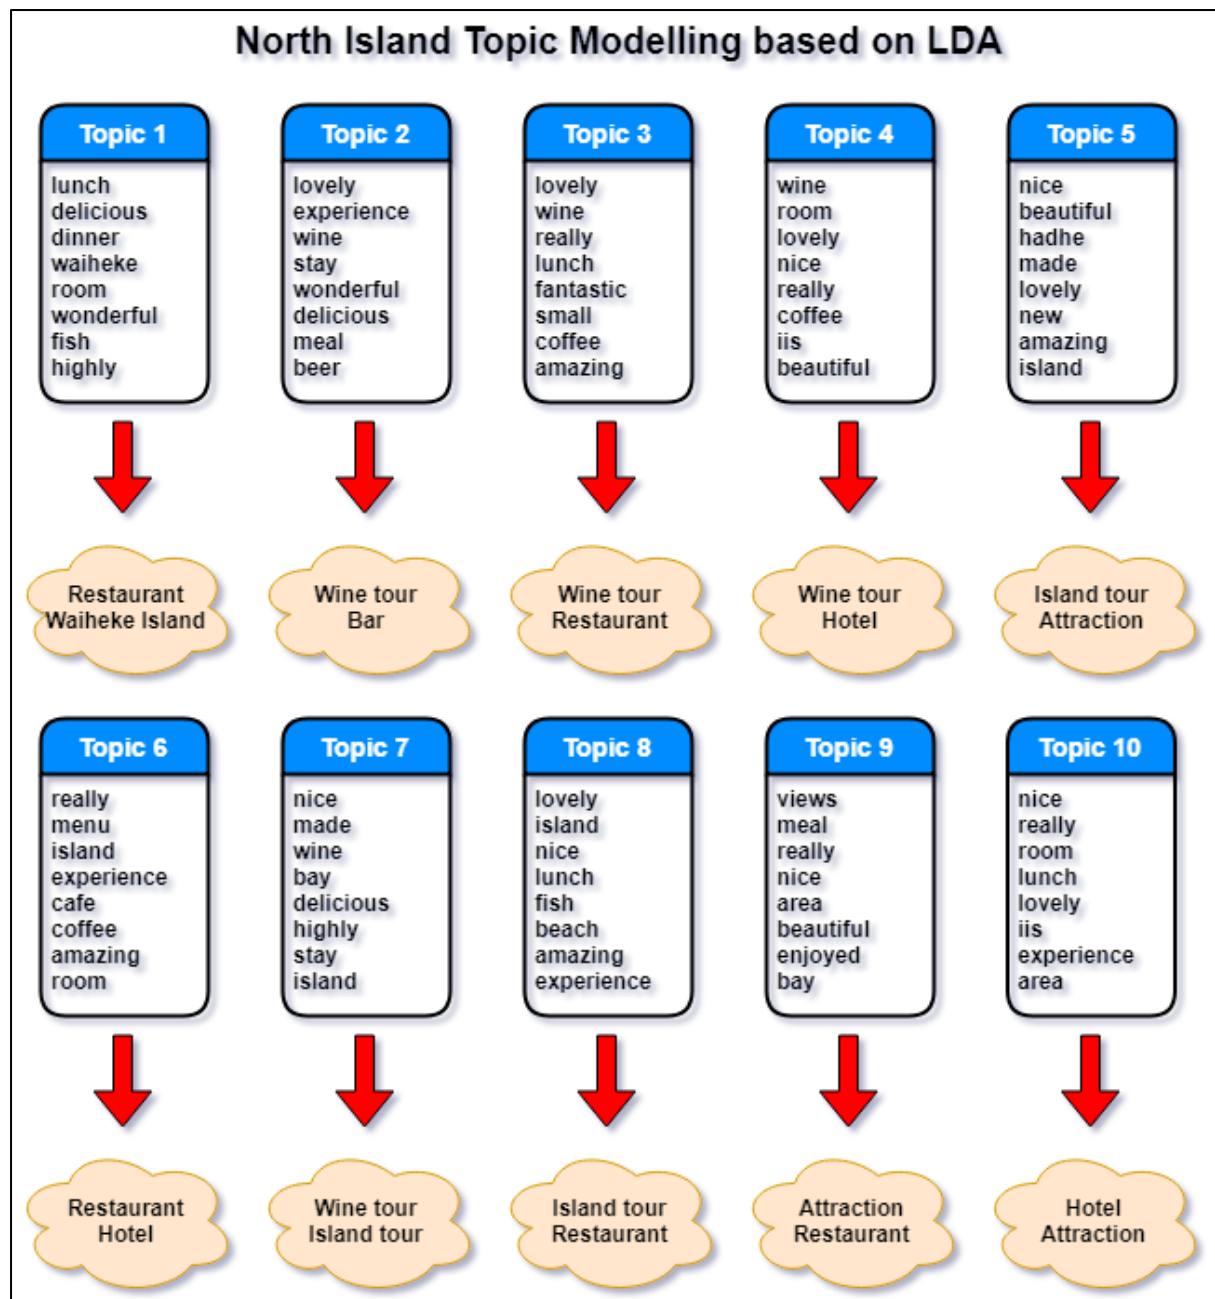 North Island Topic Modelling based on LDA
Topic 1
lunch
delicious
dinner
waiheke
room
wonderful
fish
highly
Restaurant
Waiheke Island
Topic 2
lovely
experience
wine
stay
wonderful
delicious
meal
beer
Wine tour
Bar
Topic 3
lovely
wine
really
lunch
fantastic
small
coffee
amazing
Wine tour
Restaurant
Topic 4
wine
room
lovely
nice
really
coffee
iis
beautiful
Wine tour
Hotel
Topic 5
nice
beautiful
hadhe
made
lovely
new
amazing
island
Island tour
Attraction
Topic 6
really
menu
island
experience
cafe
coffee
amazing
room
Restaurant
Hotel
Topic 7
nice
made
wine
bay
delicious
highly
stay
island
Wine tour
Island tour
Topic 8
lovely
island
nice
lunch
fish
beach
amazing
experience
Island tour
Restaurant
Topic 9
views
meal
really
nice
area
beautiful
enjoyed
bay
Attraction
Restaurant
Topic 10
nice
really
room
lunch
lovely
iis
experience
area
Hotel
Attraction